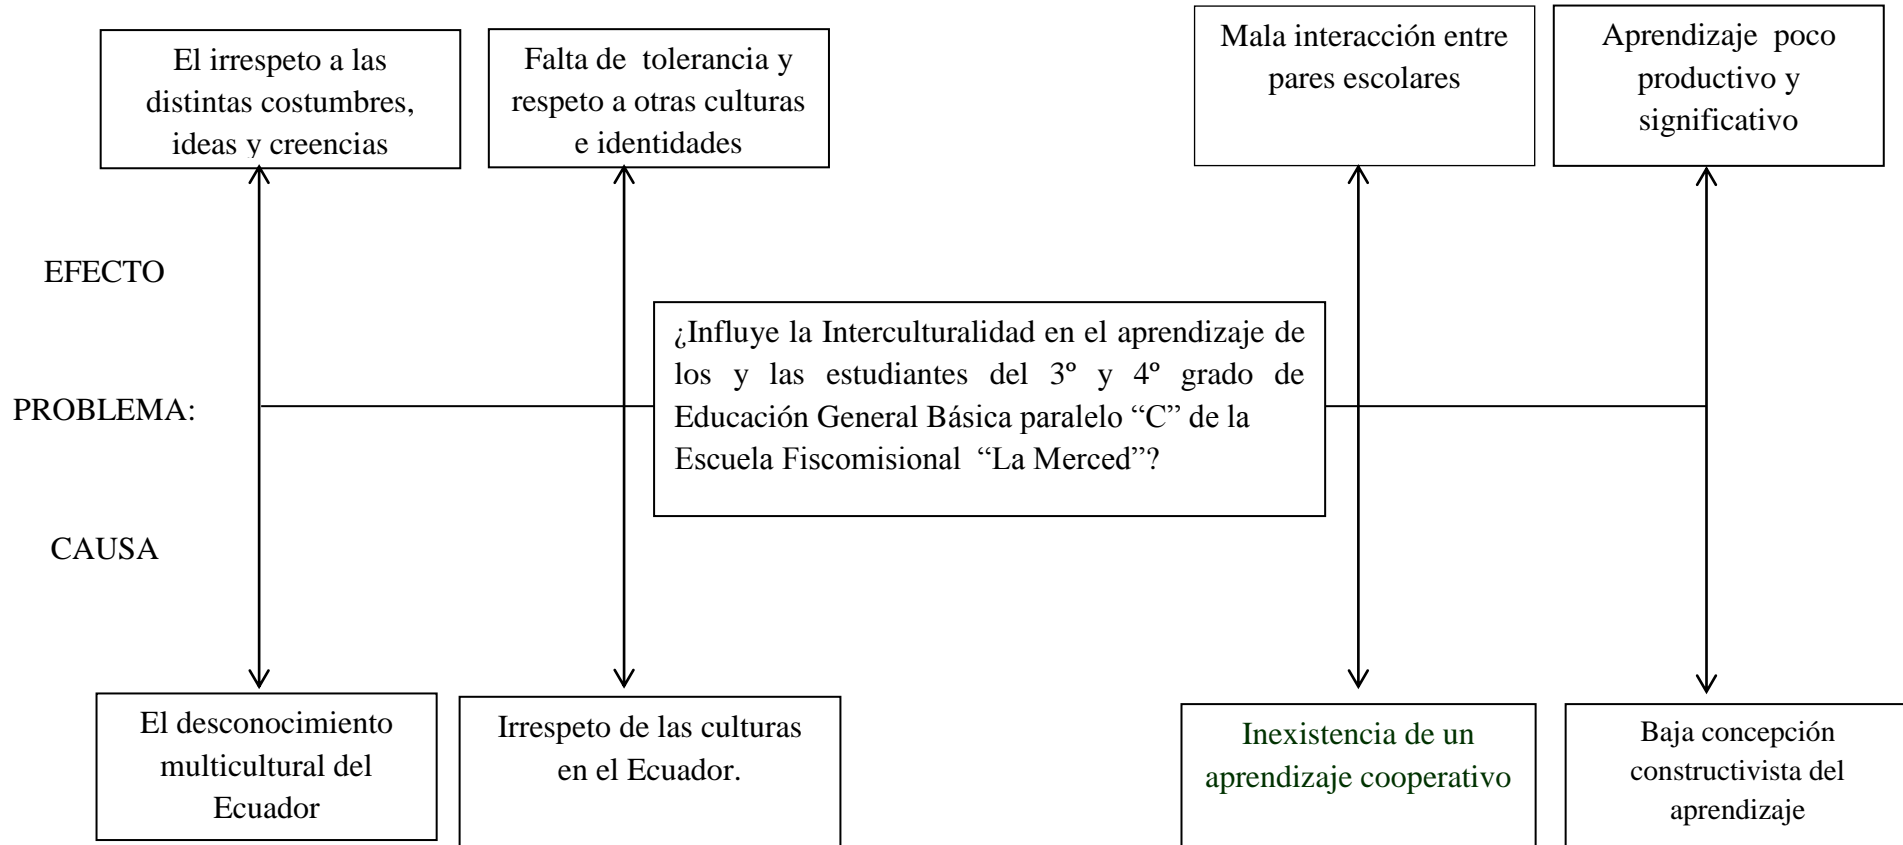 El irrespeto a las
distintas costumbres,
ideas y creencias
Falta de tolerancia y
respeto a otras culturas
e identidades
Mala interacción entre
pares escolares
Aprendizaje poco
productivo y
significativo
EFECTO
¿Influye la Interculturalidad en el aprendizaje de
los y las estudiantes del 3º y 4º grado de
Educación General Básica paralelo “C” de la
Escuela Fiscomisional “La Merced”?
PROBLEMA:
CAUSA
El desconocimiento
multicultural del
Ecuador
Irrespeto de las culturas
en el Ecuador.
Inexistencia de un
aprendizaje cooperativo
Baja concepción
constructivista del
aprendizaje